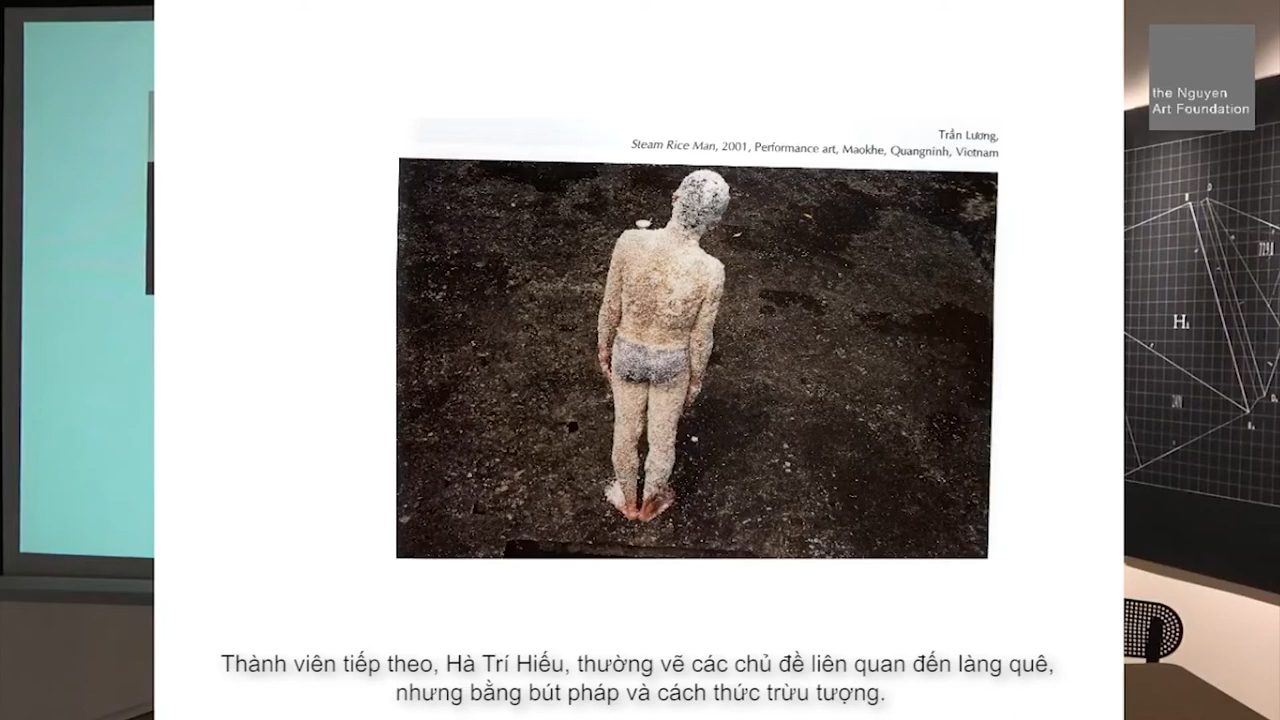 the Nguyen
Art Foundation
Trần Lương,
Steam Rice Man, 2001, Performance art, Maokhe, Quangninh, Vietnam
Thành viên tiếp theo, Hà Trí Hiếu, thường vẽ các chủ đề liên quan đến làng quê,
nhưng bằng bút pháp và cách thức trừu tượng.